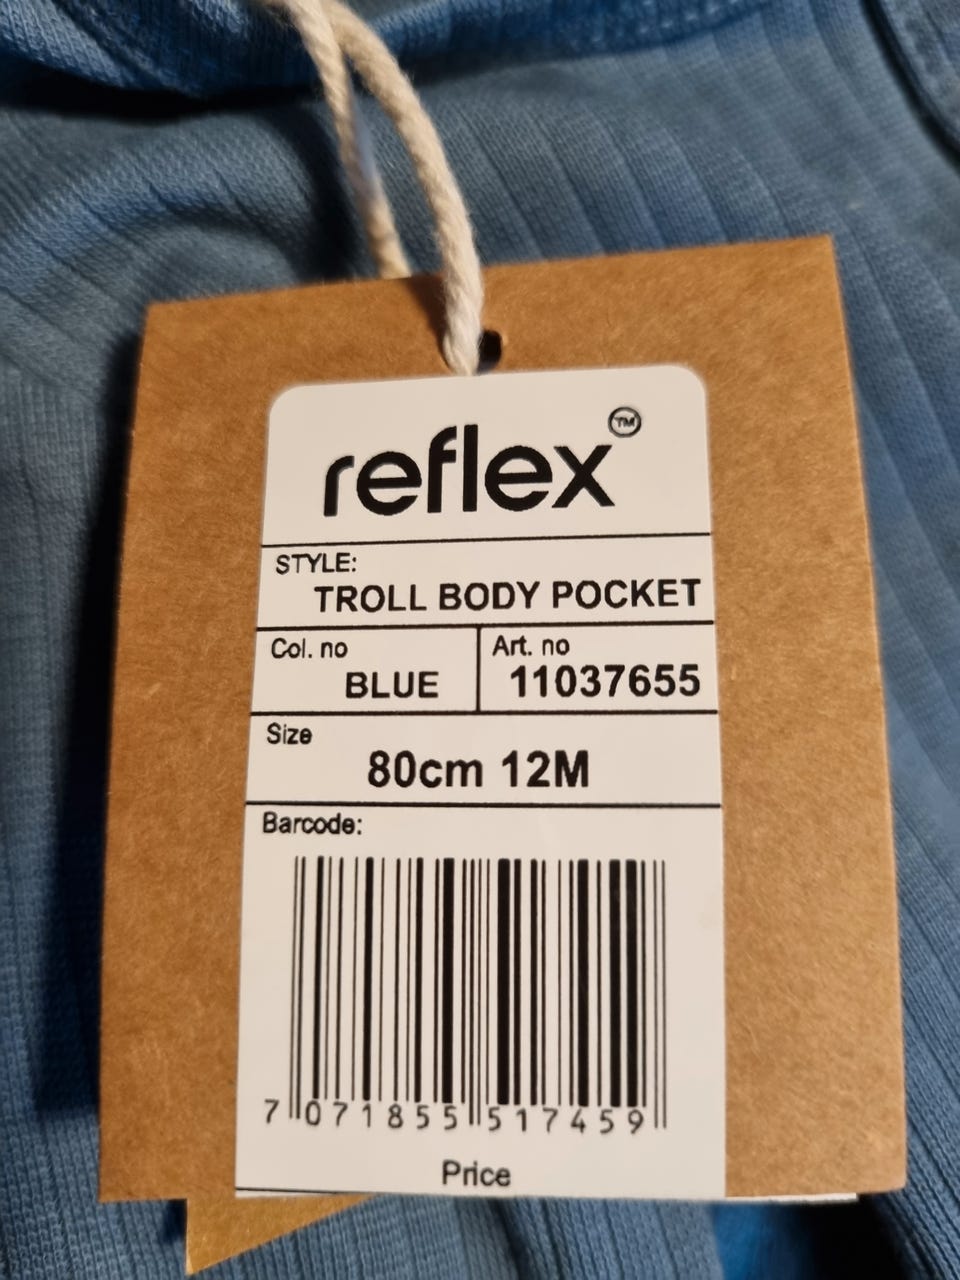 reflex™
STYLE:
TROLL BODY POCKET
Col. no
BLUE
Art. no
11037655
Size
80cm 12M
Barcode:
7 071855 517459
Price